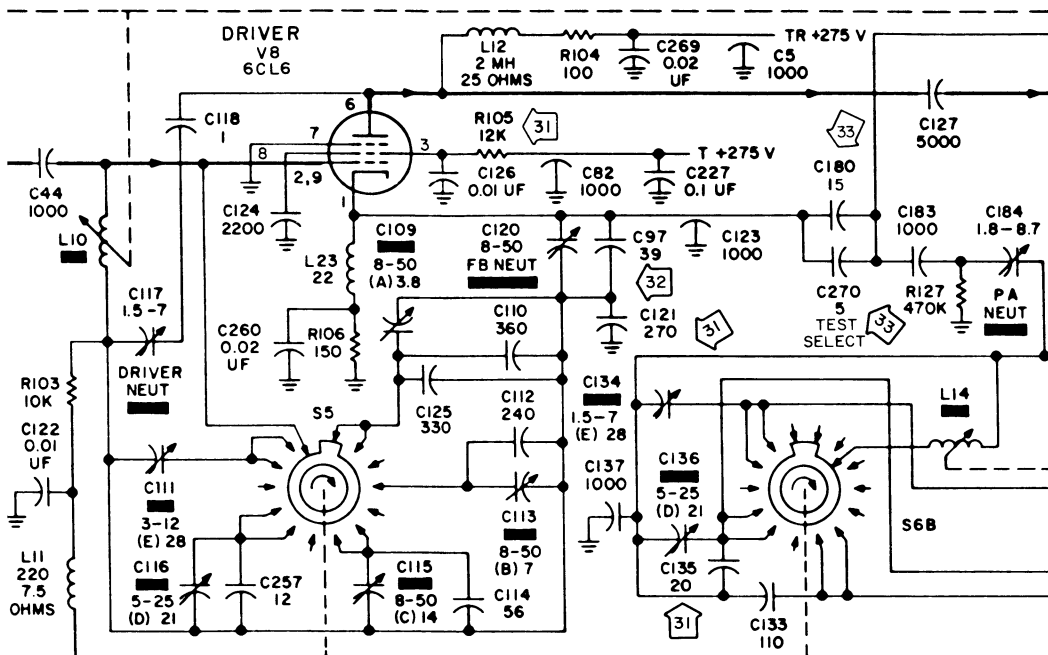 DRIVER
V8
6CL6
L12
2 MH
25 OHMS
R104
100
C269
0.02
UF
TR +275 V
C5
1000
C118
1
6
7
8
2,9
3
1
R105
12K
31
T +275 V
33
C127
5000
C44
1000
C124
2200
C126
0.01 UF
C82
1000
C227
0.1 UF
C180
15
L10
L23
22
C109
8-50
(A) 3.8
C120
8-50
FB NEUT
C97
39
32
C123
1000
C183
1000
C184
1.8-8.7
C117
1.5-7
DRIVER
NEUT
C260
0.02
UF
R106
150
C110
360
C121
270
31
C270
5
TEST
SELECT
33
R127
470K
PA
NEUT
R103
10K
C122
0.01
UF
S5
C125
330
C112
240
C134
1.5-7
(E) 28
L14
C111
3-12
(E) 28
C113
8-50
(B) 7
C137
1000
C136
5-25
(D) 21
S6B
L11
220
7.5
OHMS
C116
5-25
(D) 21
C257
12
C115
8-50
(C) 14
C114
56
C135
20
31
C133
110